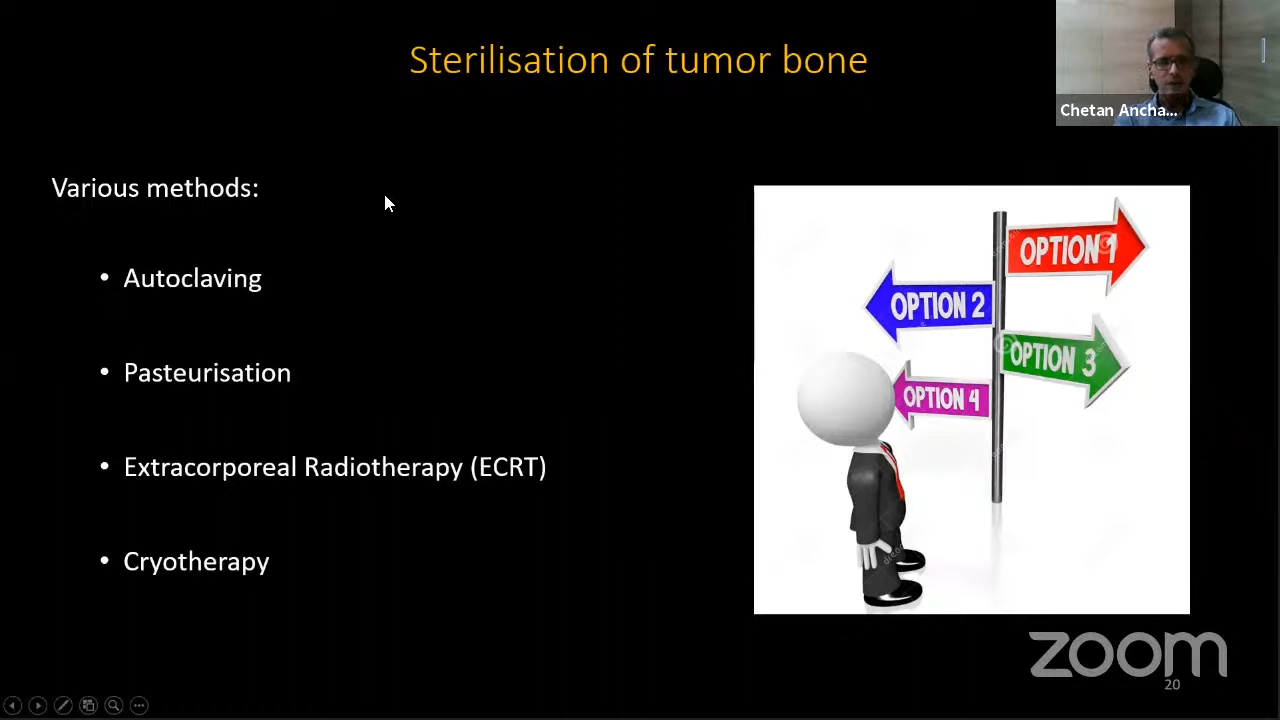 Sterilisation of tumor bone
Chetan Ancha...
Various methods:
• Autoclaving
• Pasteurisation
• Extracorporeal Radiotherapy (ECRT)
• Cryotherapy
OPTION 1
OPTION 2
OPTION 3
OPTION 4
zoom
20